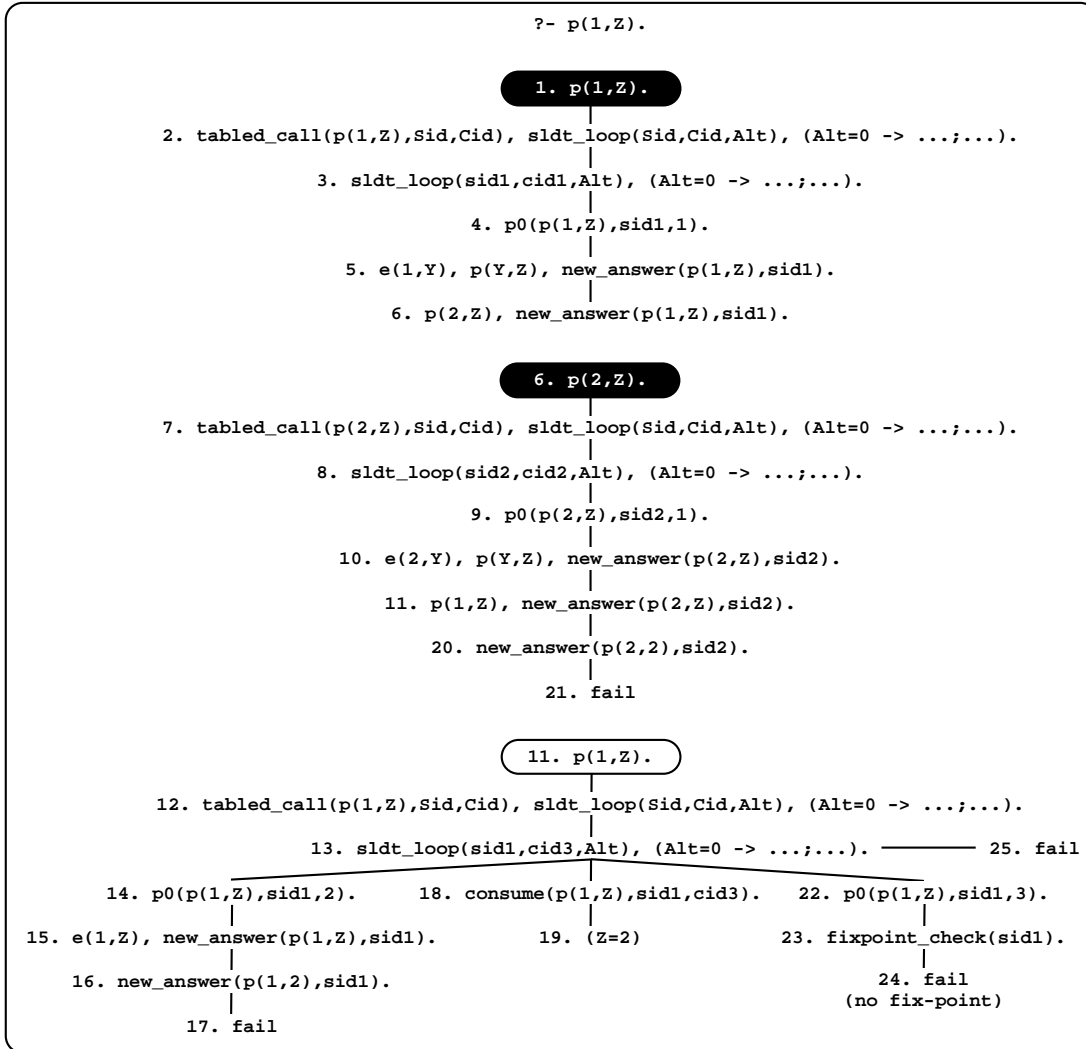 ?- p(1,Z).
1. p(1,Z).
2. tabled_call(p(1,Z),Sid,Cid), sldt_loop(Sid,Cid,Alt), (Alt=0 -> ...;...).
3. sldt_loop(sid1,cid1,Alt), (Alt=0 -> ...;...).
4. p0(p(1,Z),sid1,1).
5. e(1,Y), p(Y,Z), new_answer(p(1,Z),sid1).
6. p(2,Z), new_answer(p(1,Z),sid1).
6. p(2,Z).
7. tabled_call(p(2,Z),Sid,Cid), sldt_loop(Sid,Cid,Alt), (Alt=0 -> ...;...).
8. sldt_loop(sid2,cid2,Alt), (Alt=0 -> ...;...).
9. p0(p(2,Z),sid2,1).
10. e(2,Y), p(Y,Z), new_answer(p(2,Z),sid2).
11. p(1,Z), new_answer(p(2,Z),sid2).
20. new_answer(p(2,2),sid2).
21. fail
11. p(1,Z).
12. tabled_call(p(1,Z),Sid,Cid), sldt_loop(Sid,Cid,Alt), (Alt=0 -> ...;...).
13. sldt_loop(sid1,cid3,Alt), (Alt=0 -> ...;...). 25. fail
14. p0(p(1,Z),sid1,2). 18. consume(p(1,Z),sid1,cid3). 22. p0(p(1,Z),sid1,3).
15. e(1,Z), new_answer(p(1,Z),sid1). 19. (Z=2) 23. fixpoint_check(sid1).
16. new_answer(p(1,2),sid1). 24. fail
(no fix-point)
17. fail